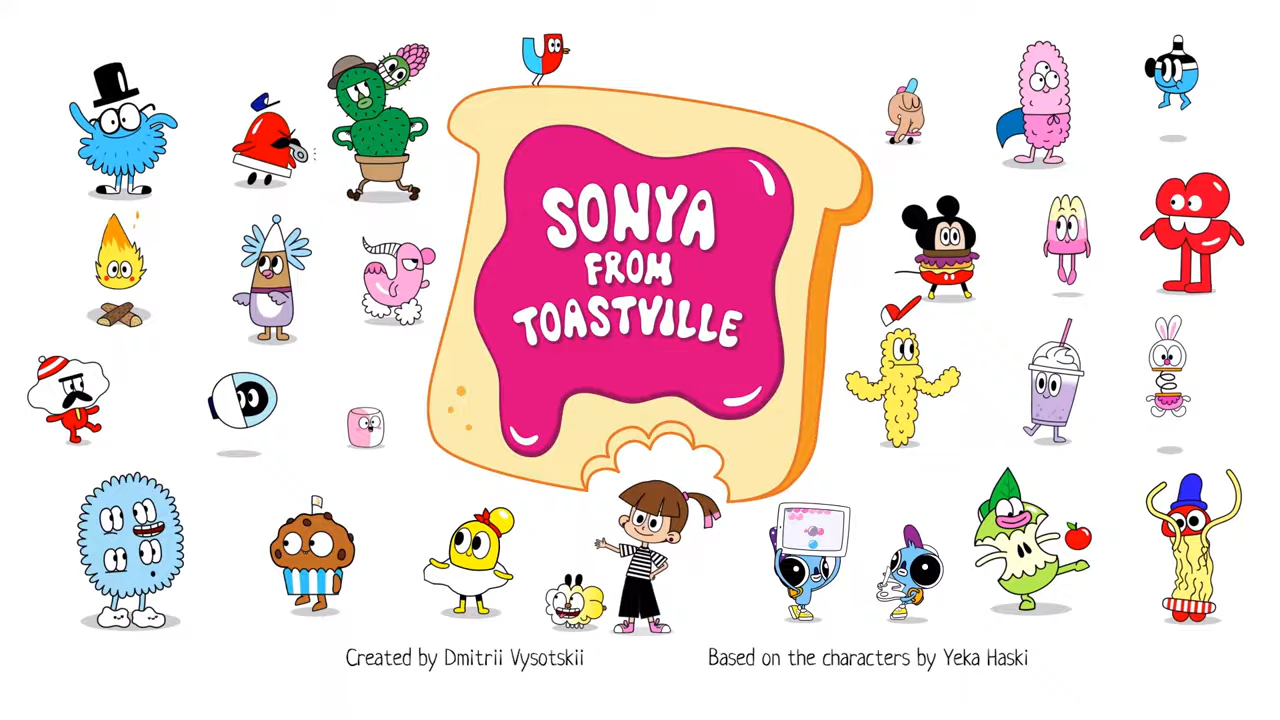 SONYA
FROM
TOASTVILLE
Created by Dmitrii Vysotskii
Based on the characters by Yeka Haski